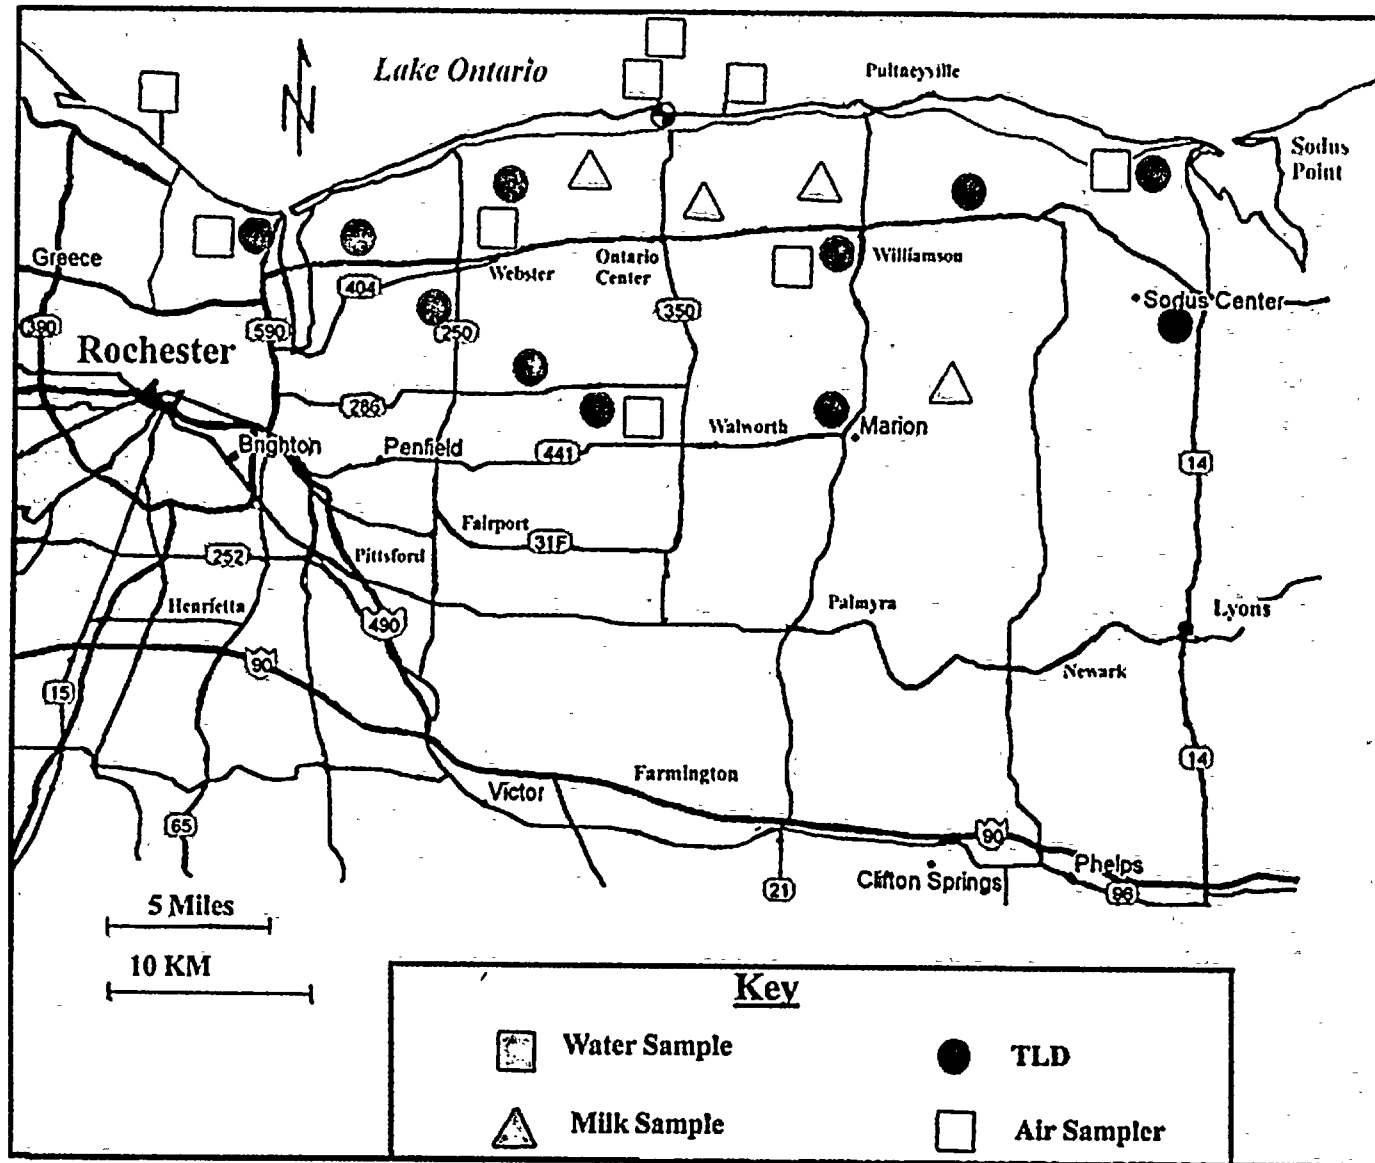 Lake Ontario
Pultneyville
N
Sodus
Point
Greece
404
Webster
Ontario
Center
Williamson
Sodus Center
390
590
250
350
Rochester
286
Walworth
Marion
Brighton
Penfield
441
14
Fairport
31F
252
Pittsford
Henrietta
490
Palmyra
Lyons
90
15
Newark
14
Farmington
Victor
65
90
Phelps
21
Clifton Springs
96
5 Miles
10 KM
Key
Water Sample
TLD
Milk Sample
Air Sampler